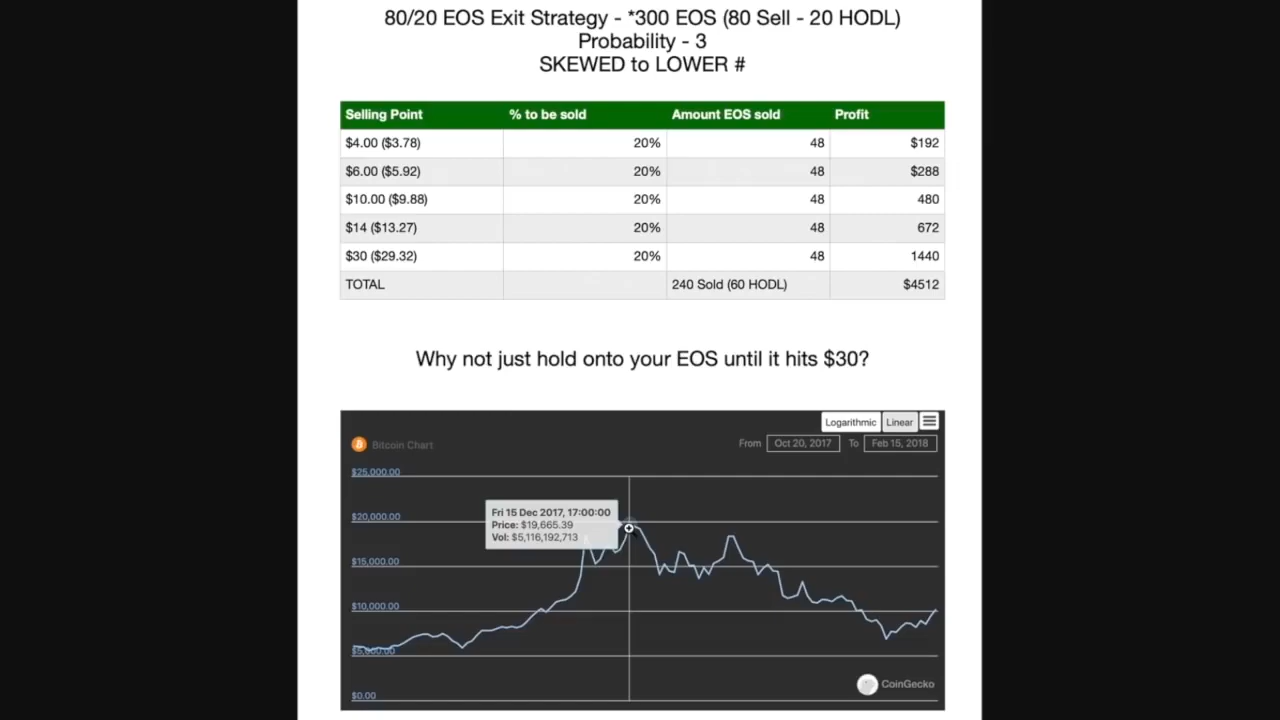 80/20 EOS Exit Strategy - *300 EOS (80 Sell - 20 HODL)
Probability - 3
SKEWED to LOWER #
Selling Point % to be sold Amount EOS sold Profit
$4.00 ($3.78) 20% 48 $192
$6.00 ($5.92) 20% 48 $288
$10.00 ($9.88) 20% 48 480
$14 ($13.27) 20% 48 672
$30 ($29.32) 20% 48 1440
TOTAL 240 Sold (60 HODL) $4512
Why not just hold onto your EOS until it hits $30?
Logarithmic Linear
Bitcoin Chart From Oct 20, 2017 To Feb 15, 2018
$25,000.00
$20,000.00
Fri 15 Dec 2017, 17:00:00
Price: $19,665.39
Vol: $5,116,192,713
$15,000.00
$10,000.00
$5,000.00
$0.00
CoinGecko